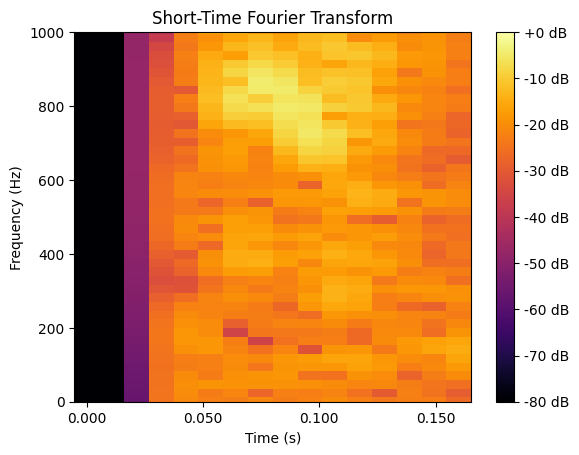 Short-Time Fourier Transform
1000
800
600
400
200
0
Frequency (Hz)
0.000
0.050
0.100
0.150
Time (s)
+0 dB
-10 dB
-20 dB
-30 dB
-40 dB
-50 dB
-60 dB
-70 dB
-80 dB